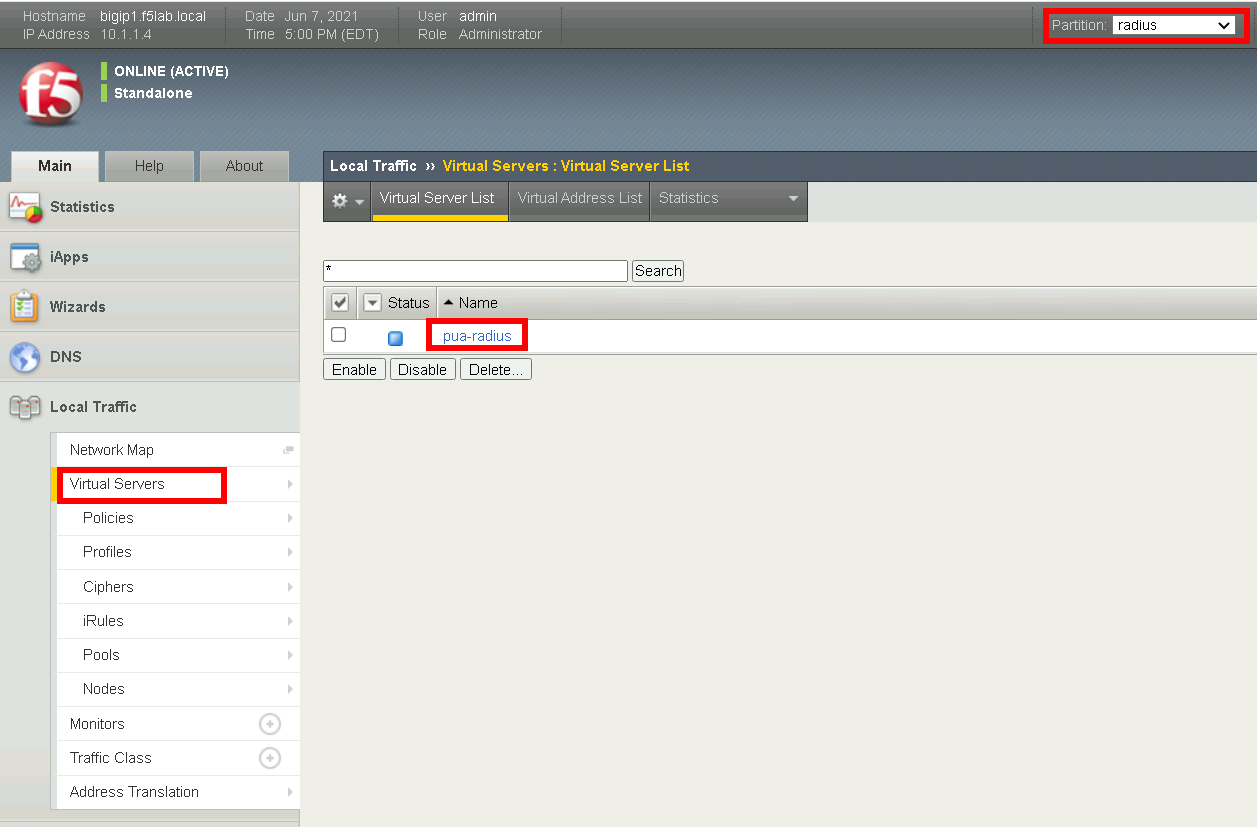 Hostname bigip1.f5lab.local Date Jun 7, 2021 User admin Partition: radius
IP Address 10.1.1.4 Time 5:00 PM (EDT) Role Administrator
f5
ONLINE (ACTIVE)
Standalone
Main Help About
Local Traffic ›› Virtual Servers : Virtual Server List
Virtual Server List Virtual Address List Statistics
Statistics
iApps
Wizards
DNS
Local Traffic
Network Map
Virtual Servers
Policies
Profiles
Ciphers
iRules
Pools
Nodes
Monitors
Traffic Class
Address Translation
* Search
Status Name
pua-radius
Enable Disable Delete...